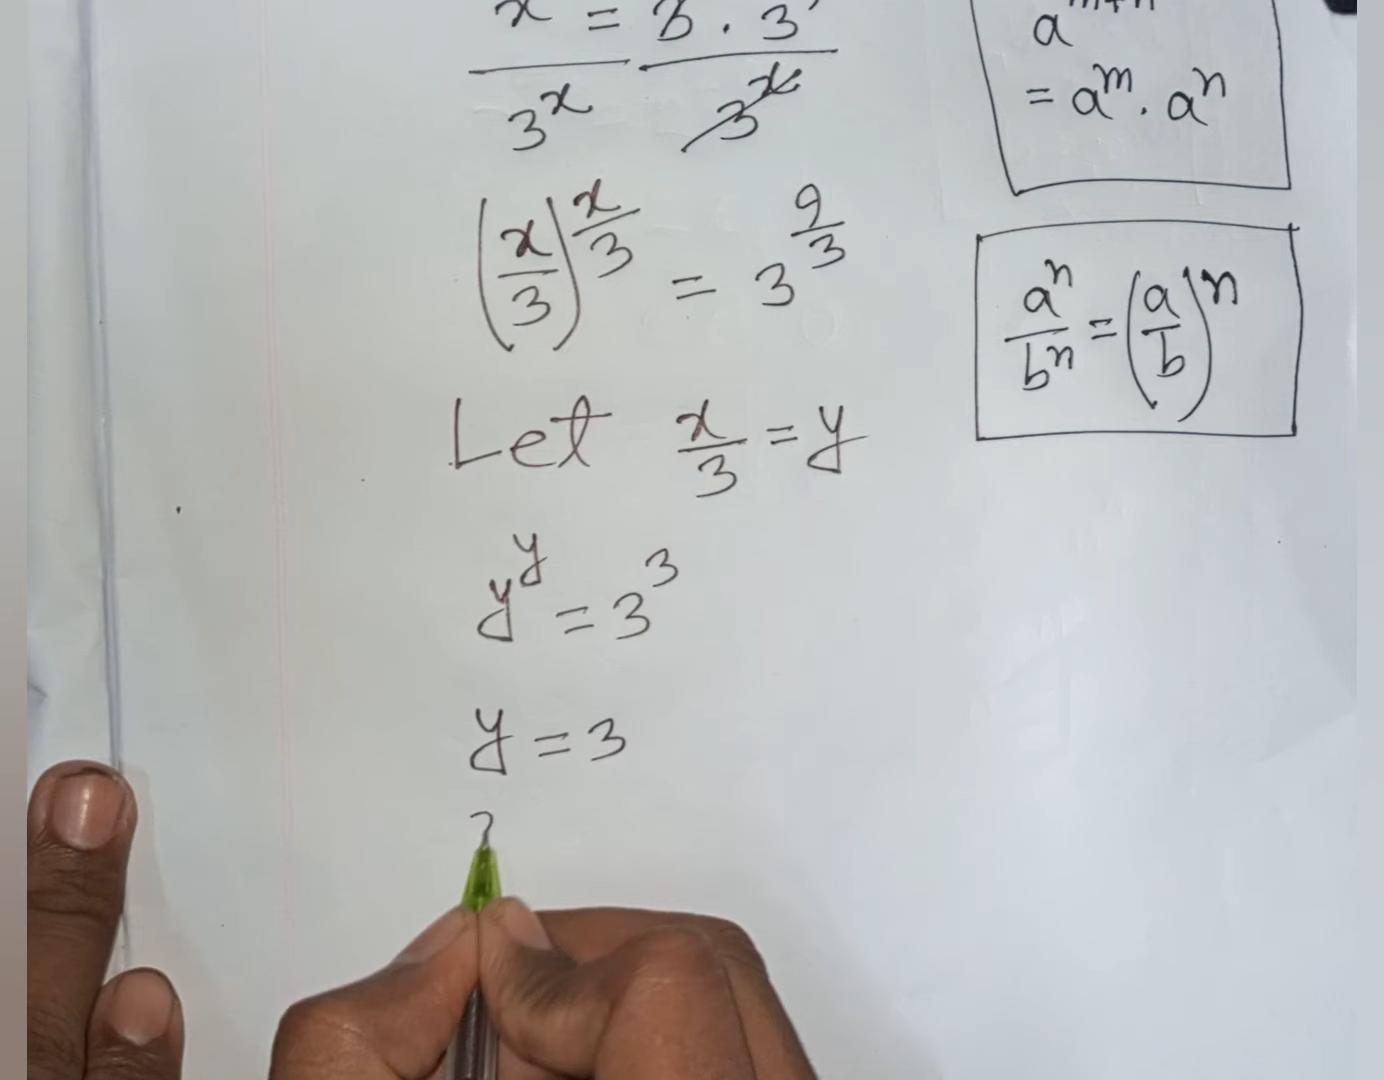 x = 3 . 3
3^x 3^x
(x/3)^(x/3) = 3^(9/3)
Let x/3 = y
y^y = 3^3
y = 3
a^(m+n)
= a^m . a^n
a^n/b^n = (a/b)^n